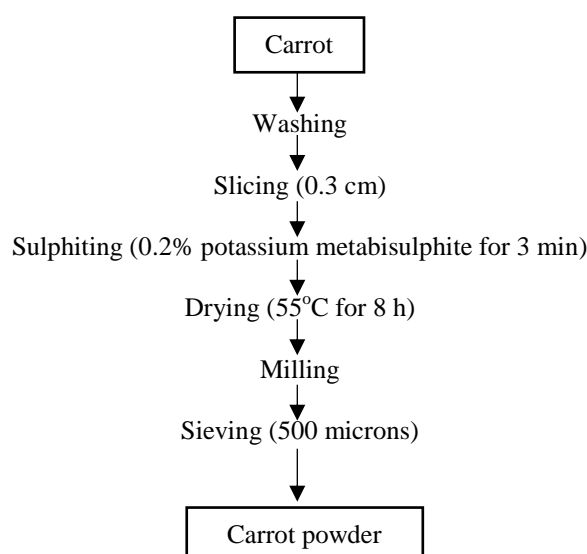 Carrot
Washing
Slicing (0.3 cm)
Sulphiting (0.2% potassium metabisulphite for 3 min)
Drying (55°C for 8 h)
Milling
Sieving (500 microns)
Carrot powder